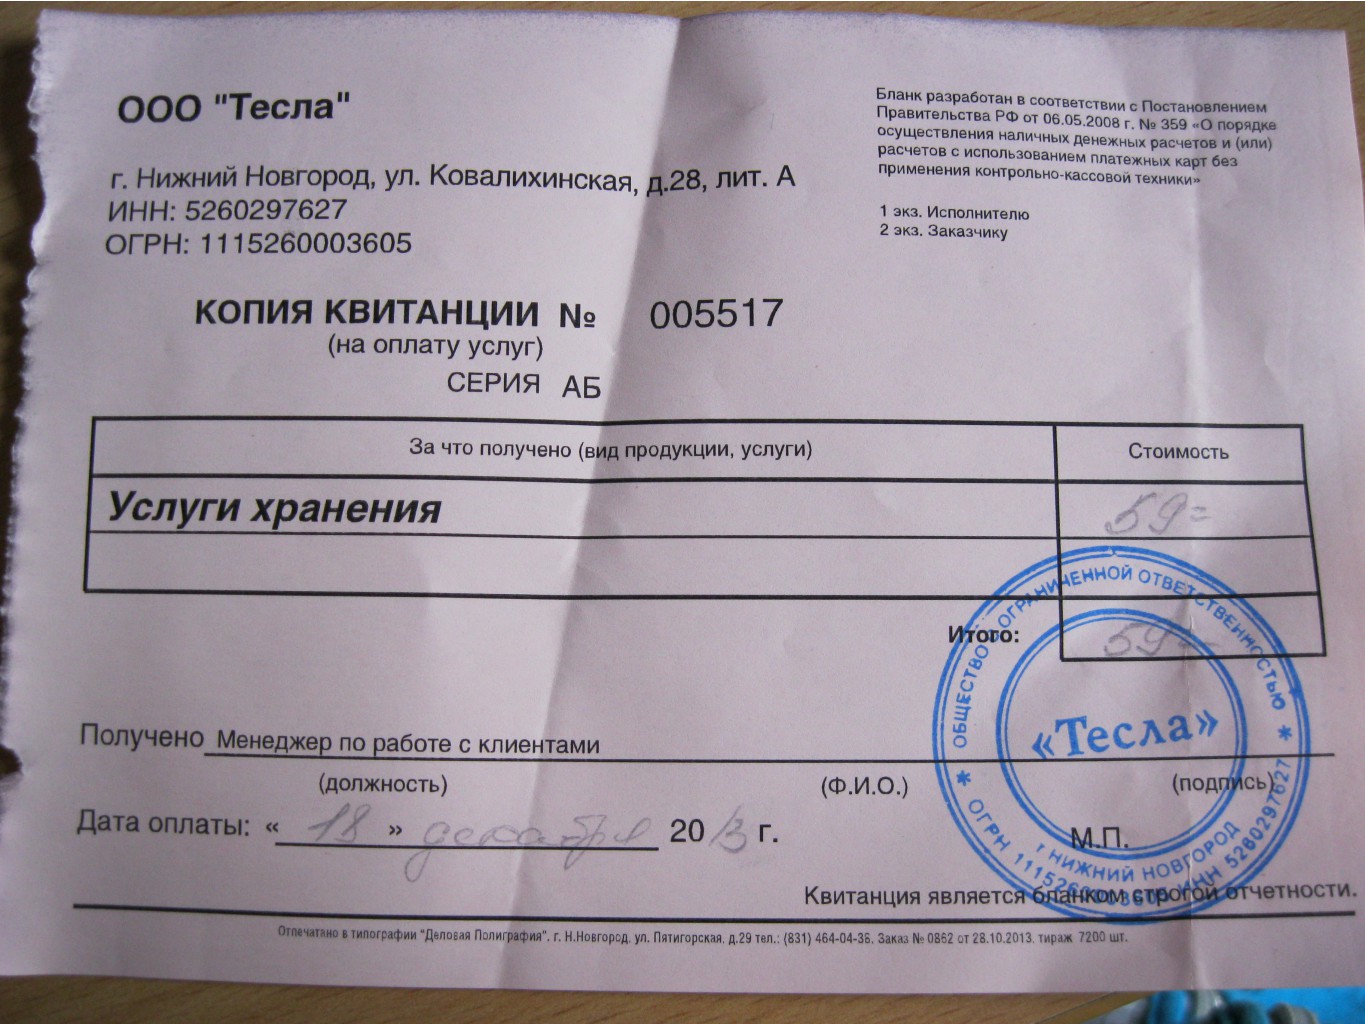 ООО "Тесла"
г. Нижний Новгород, ул. Ковалихинская, д.28, лит. А
ИНН: 5260297627
ОГРН: 1115260003605
Бланк разработан в соответствии с Постановлением
Правительства РФ от 06.05.2008 г. № 359 «О порядке
осуществления наличных денежных расчетов и (или)
расчетов с использованием платежных карт без
применения контрольно-кассовой техники»
1 экз. Исполнителю
2 экз. Заказчику
КОПИЯ КВИТАНЦИИ № 005517
(на оплату услуг)
СЕРИЯ АБ
За что получено (вид продукции, услуги) Стоимость
Услуги хранения 59=
Итого: 59=
Получено Менеджер по работе с клиентами
(должность) (Ф.И.О.) (подпись)
Дата оплаты: « 18 » декабря 2013 г.
М.П.
Квитанция является бланком строгой отчетности.
Отпечатано в типографии "Деловая Полиграфия". г. Н.Новгород. ул. Пятигорская, д.29 тел.: (831) 464-04-36. Заказ № 0862 от 28.10.2013. тираж 7200 шт.
ОБЩЕСТВО С ОГРАНИЧЕННОЙ ОТВЕТСТВЕННОСТЬЮ
«Тесла»
г НИЖНИЙ НОВГОРОД
* ОГРН 1115260003605 ИНН 5260297627 *